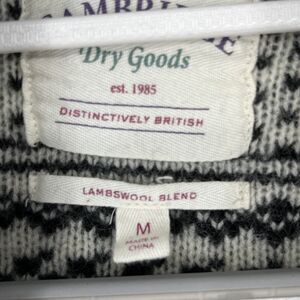 Dry Goods
est. 1985
DISTINCTIVELY BRITISH
LAMBSWOOL BLEND
M
MADE IN
CHINA